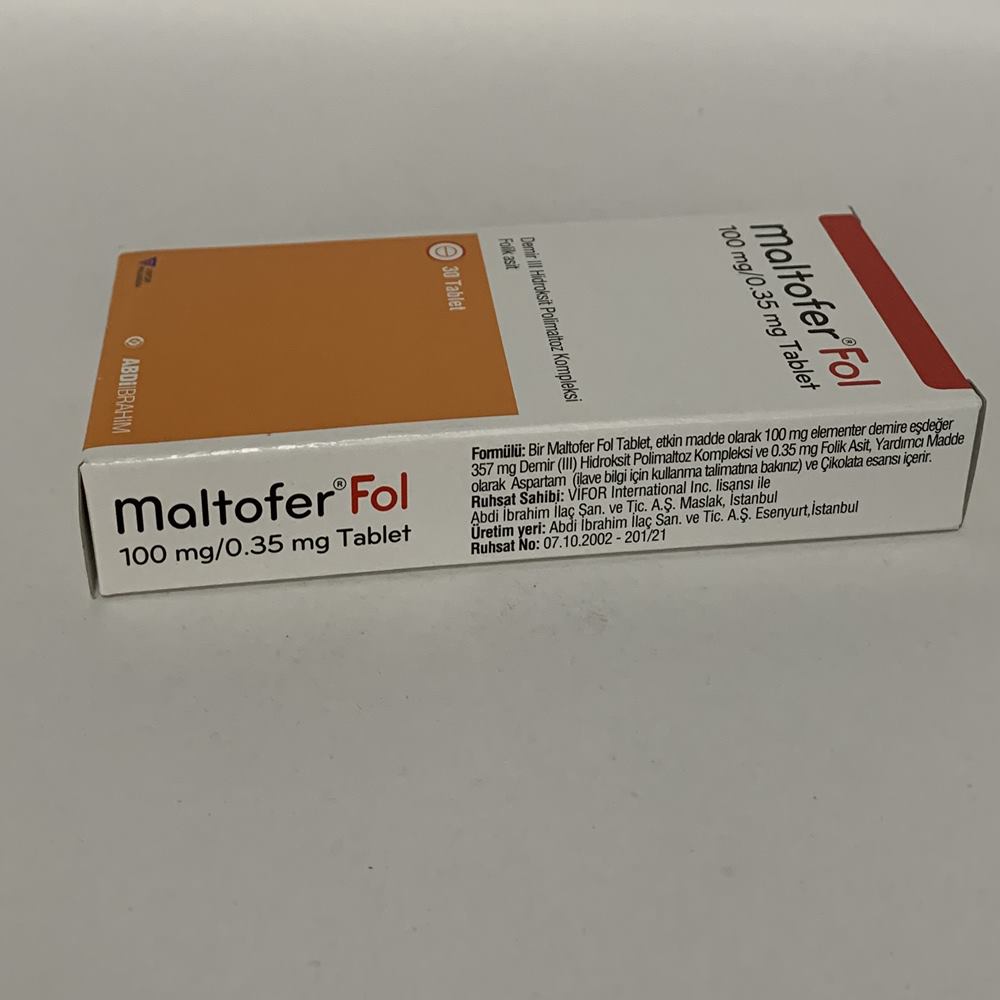 maltofer® Fol
100 mg/0.35 mg Tablet
Demir III Hidroksit Polimaltoz Kompleksi
Folik asit
30 Tablet
ABDİ İBRAHİM
maltofer® Fol
100 mg/0.35 mg Tablet
Formülü: Bir Maltofer Fol Tablet, etkin madde olarak 100 mg elementer demire eşdeğer
357 mg Demir (III) Hidroksit Polimaltoz Kompleksi ve 0.35 mg Folik Asit, Yardımcı Madde
olarak Aspartam (ilave bilgi için kullanma talimatına bakınız) ve Çikolata esansı içerir.
Ruhsat Sahibi: VİFOR International Inc. lisansı ile
Abdi İbrahim İlaç San. ve Tic. A.Ş. Maslak, İstanbul
Üretim yeri: Abdi İbrahim İlaç San. ve Tic. A.Ş. Esenyurt,İstanbul
Ruhsat No: 07.10.2002 - 201/21